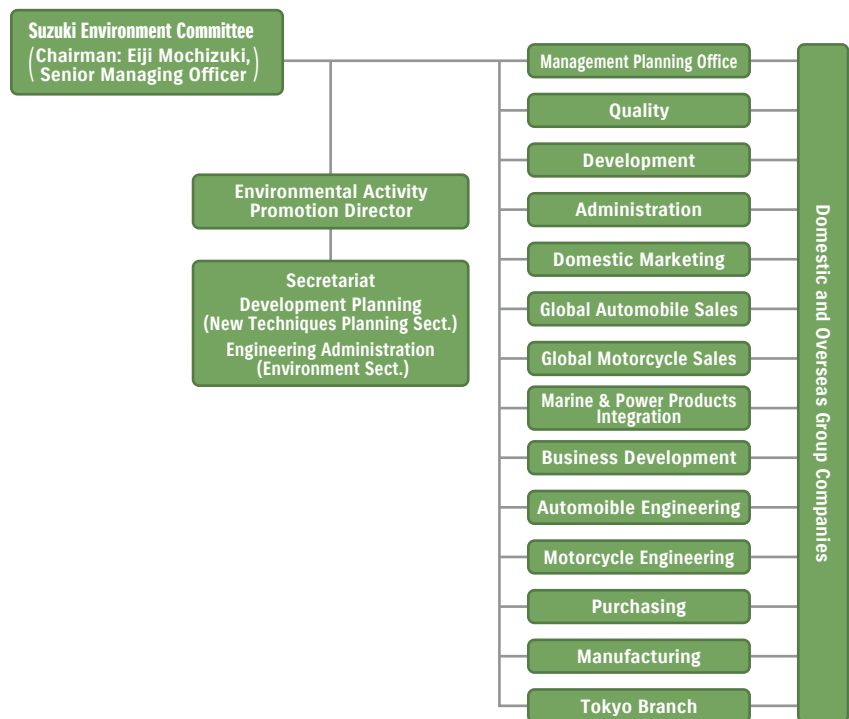 Suzuki Environment Committee
(Chairman: Eiji Mochizuki,
Senior Managing Officer)
Environmental Activity
Promotion Director
Secretariat
Development Planning
(New Techniques Planning Sect.)
Engineering Administration
(Environment Sect.)
Management Planning Office
Quality
Development
Administration
Domestic Marketing
Global Automobile Sales
Global Motorcycle Sales
Marine & Power Products
Integration
Business Development
Automoible Engineering
Motorcycle Engineering
Purchasing
Manufacturing
Tokyo Branch
Domestic and Overseas Group Companies